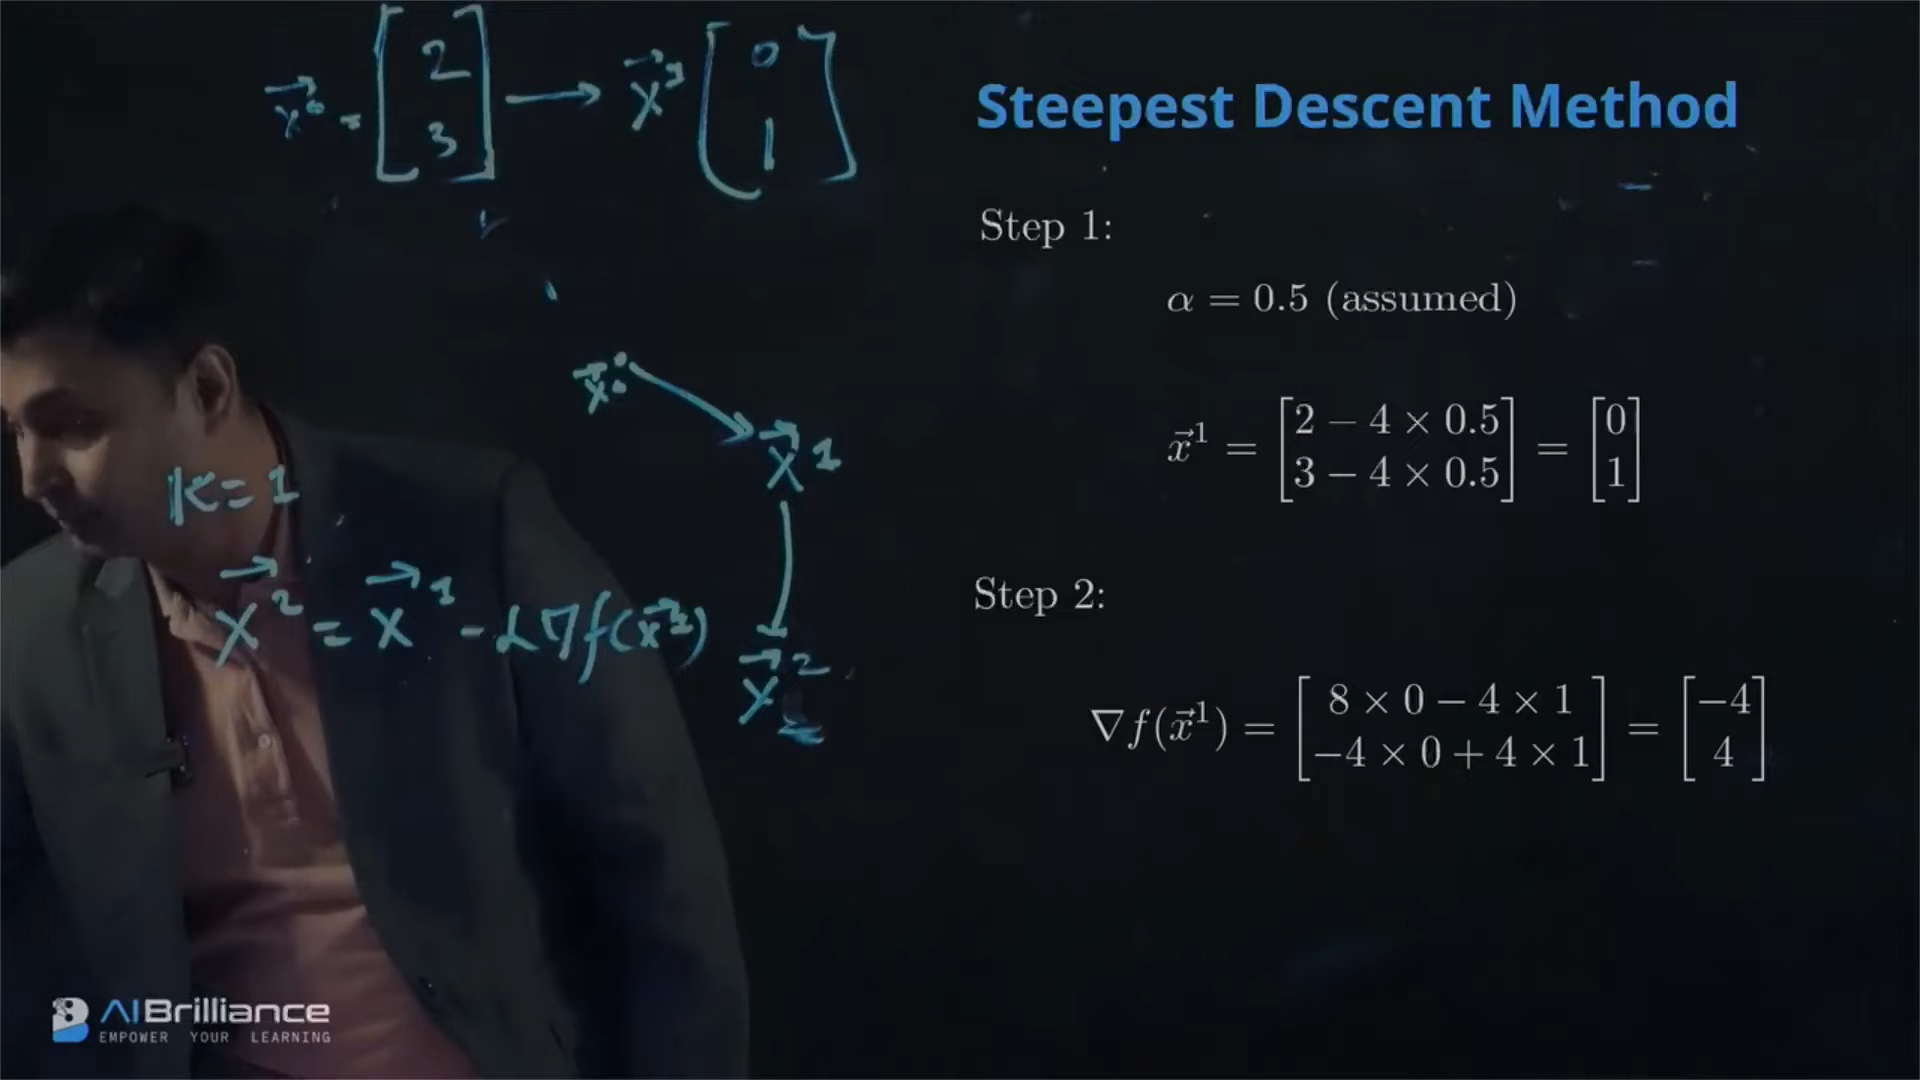 x⃗⁰ = [2 3] → x⃗¹ [0 1]
x⃗⁰
x⃗¹
K=1
x⃗² = x⃗¹ - α∇f(x⃗¹)
x⃗²
Steepest Descent Method
Step 1:
α = 0.5 (assumed)
x⃗¹ = [2 − 4 × 0.5
3 − 4 × 0.5] = [0
1]
Step 2:
∇f(x⃗¹) = [8 × 0 − 4 × 1
−4 × 0 + 4 × 1] = [−4
4]
AIBrilliance
EMPOWER YOUR LEARNING